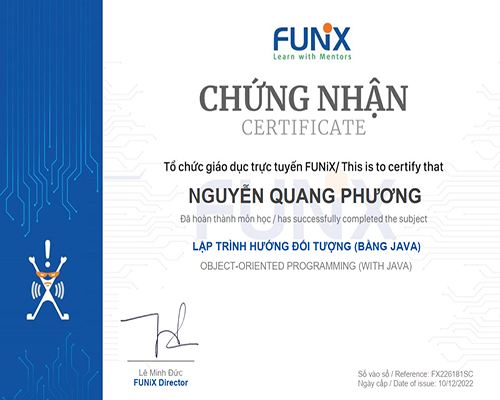 FUNiX
Learn with Mentors
CHỨNG NHẬN
CERTIFICATE
Tổ chức giáo dục trực tuyến FUNiX/ This is to certify that
NGUYỄN QUANG PHƯƠNG
Đã hoàn thành môn học / has successfully completed the subject
LẬP TRÌNH HƯỚNG ĐỐI TƯỢNG (BẰNG JAVA)
OBJECT-ORIENTED PROGRAMMING (WITH JAVA)
Lê Minh Đức
FUNiX Director
Số vào sổ / Reference: FX226181SC
Ngày cấp / Date of issue: 10/12/2022